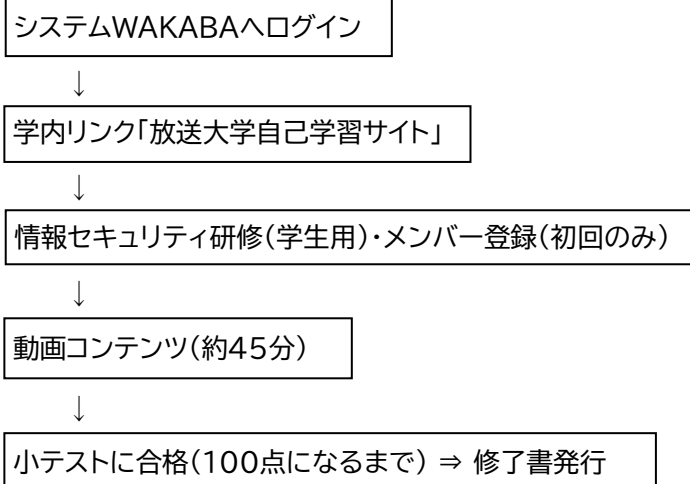 システムWAKABAへログイン
↓
学内リンク「放送大学自己学習サイト」
↓
情報セキュリティ研修(学生用)・メンバー登録(初回のみ)
↓
動画コンテンツ(約45分)
↓
小テストに合格(100点になるまで) ⇒ 修了書発行